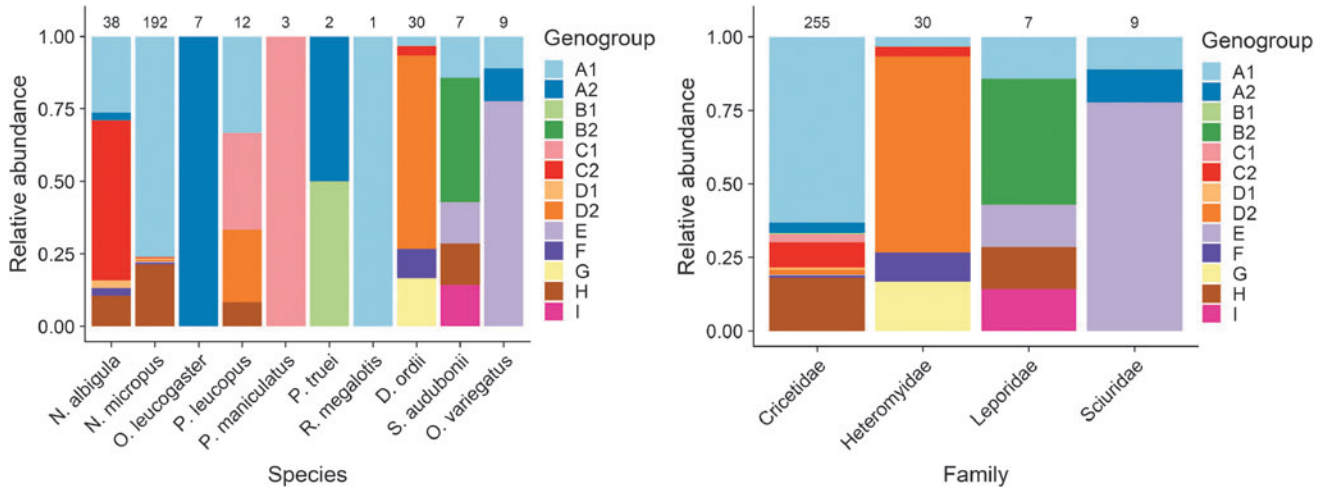 38 192 7 12 3 2 1 30 7 9
Relative abundance
1.00
0.75
0.50
0.25
0.00
N. albigula
N. micropus
O. leucogaster
P. leucopus
P. maniculatus
P. truei
R. megalotis
D. ordii
S. audubonii
O. variegatus
Species
Genogroup
A1
A2
B1
B2
C1
C2
D1
D2
E
F
G
H
I
255 30 7 9
Relative abundance
1.00
0.75
0.50
0.25
0.00
Cricetidae
Heteromyidae
Leporidae
Sciuridae
Family
Genogroup
A1
A2
B1
B2
C1
C2
D1
D2
E
F
G
H
I